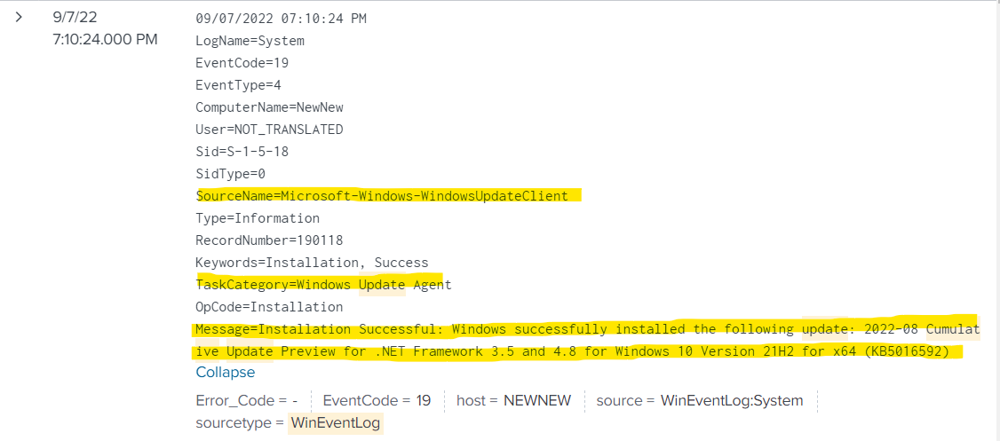 9/7/22
7:10:24.000 PM
09/07/2022 07:10:24 PM
LogName=System
EventCode=19
EventType=4
ComputerName=NewNew
User=NOT_TRANSLATED
Sid=S-1-5-18
SidType=0
SourceName=Microsoft-Windows-WindowsUpdateClient
Type=Information
RecordNumber=190118
Keywords=Installation, Success
TaskCategory=Windows Update Agent
OpCode=Installation
Message=Installation Successful: Windows successfully installed the following update: 2022-08 Cumulat
ive Update Preview for .NET Framework 3.5 and 4.8 for Windows 10 Version 21H2 for x64 (KB5016592)
Collapse
Error_Code = - EventCode = 19 host = NEWNEW source = WinEventLog:System
sourcetype = WinEventLog